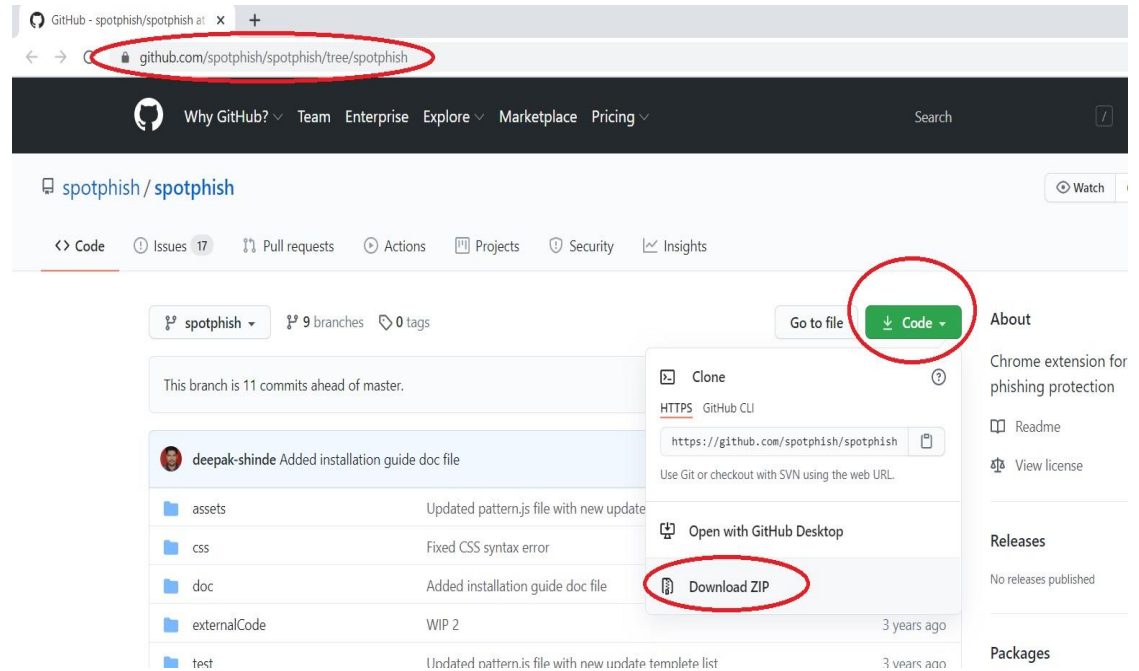 GitHub - spotphish/spotphish at
github.com/spotphish/spotphish/tree/spotphish
Why GitHub? Team Enterprise Explore Marketplace Pricing Search /
spotphish / spotphish
Watch
Code Issues 17 Pull requests Actions Projects Security Insights
spotphish 9 branches 0 tags Go to file Code
About
Chrome extension for
phishing protection
Readme
View license
Releases
No releases published
Packages
This branch is 11 commits ahead of master.
Clone
HTTPS GitHub CLI
https://github.com/spotphish/spotphish
Use Git or checkout with SVN using the web URL.
Open with GitHub Desktop
Download ZIP
deepak-shinde Added installation guide doc file
assets Updated pattern.js file with new update
css Fixed CSS syntax error
doc Added installation guide doc file
externalCode WIP 2 3 years ago
test Updated pattern.js file with new update templete list 3 years ago